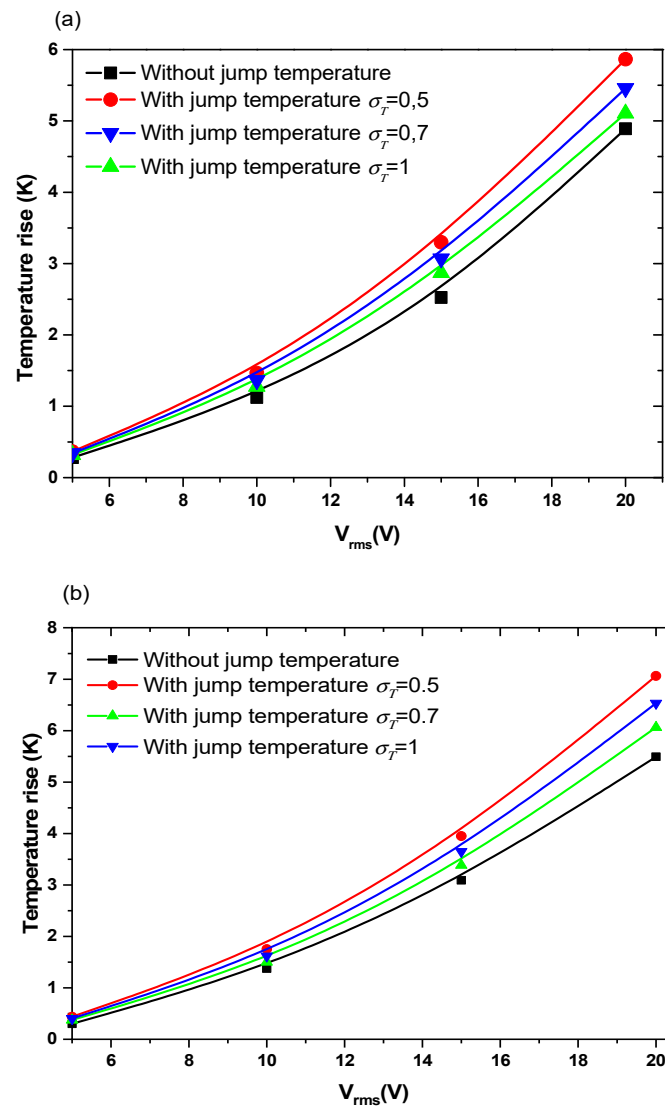 (a)
6
5
4
3
2
1
0
Temperature rise (K)
Without jump temperature
With jump temperature σT=0,5
With jump temperature σT=0,7
With jump temperature σT=1
6 8 10 12 14 16 18 20
Vrms(V)
(b)
8
7
6
5
4
3
2
1
0
Temperature rise (K)
Without jump temperature
With jump temperature σT=0.5
With jump temperature σT=0.7
With jump temperature σT=1
6 8 10 12 14 16 18 20
Vrms(V)